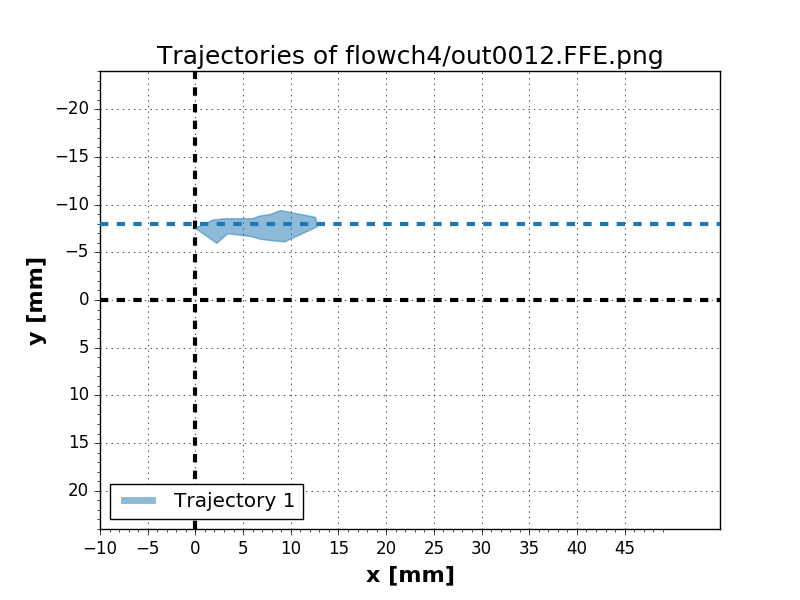 Trajectories of flowch4/out0012.FFE.png
−20
−15
−10
−5
0
5
10
15
20
y [mm]
Trajectory 1
−10 −5 0 5 10 15 20 25 30 35 40 45
x [mm]